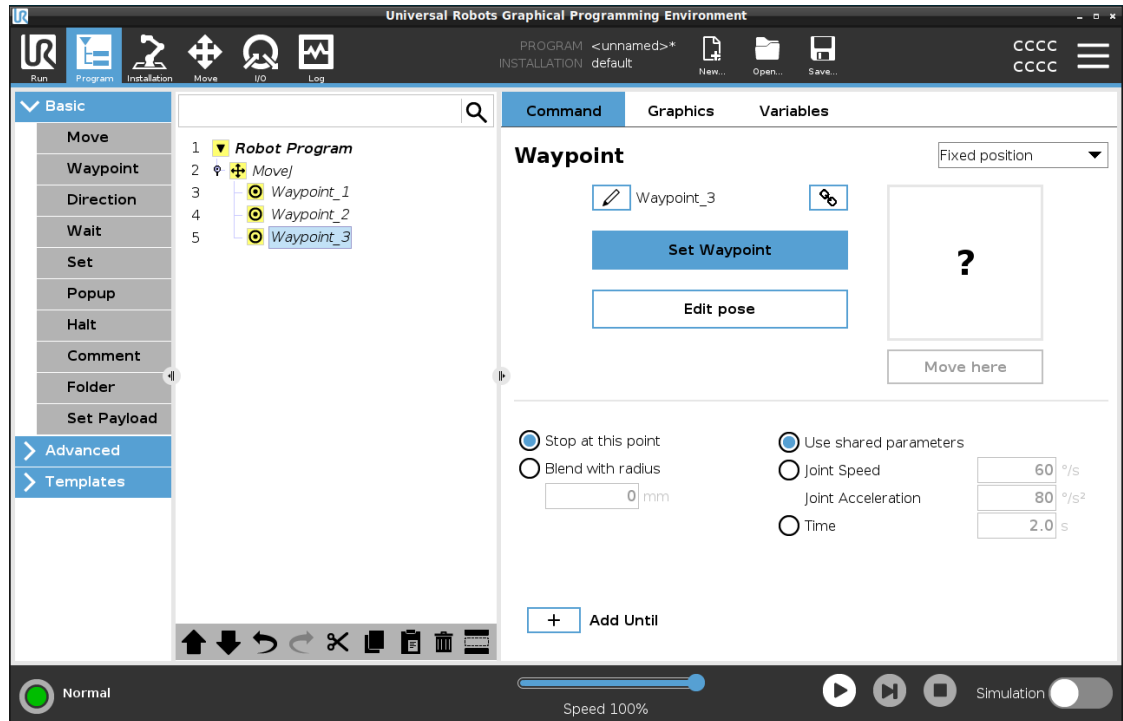 Universal Robots Graphical Programming Environment
UR
Run
Program
Installation
Move
I/O
Log
PROGRAM <unnamed>*
INSTALLATION default
New...
Open...
Save...
CCCC
CCCC
Basic
Move
Waypoint
Direction
Wait
Set
Popup
Halt
Comment
Folder
Set Payload
Advanced
Templates
1 Robot Program
2 MoveJ
3 Waypoint_1
4 Waypoint_2
5 Waypoint_3
Command Graphics Variables
Waypoint
Fixed position
Waypoint_3
Set Waypoint
Edit pose
?
Move here
Stop at this point
Blend with radius
0 mm
Use shared parameters
Joint Speed 60 °/s
Joint Acceleration 80 °/s²
Time 2.0 s
+ Add Until
Normal
Speed 100%
Simulation